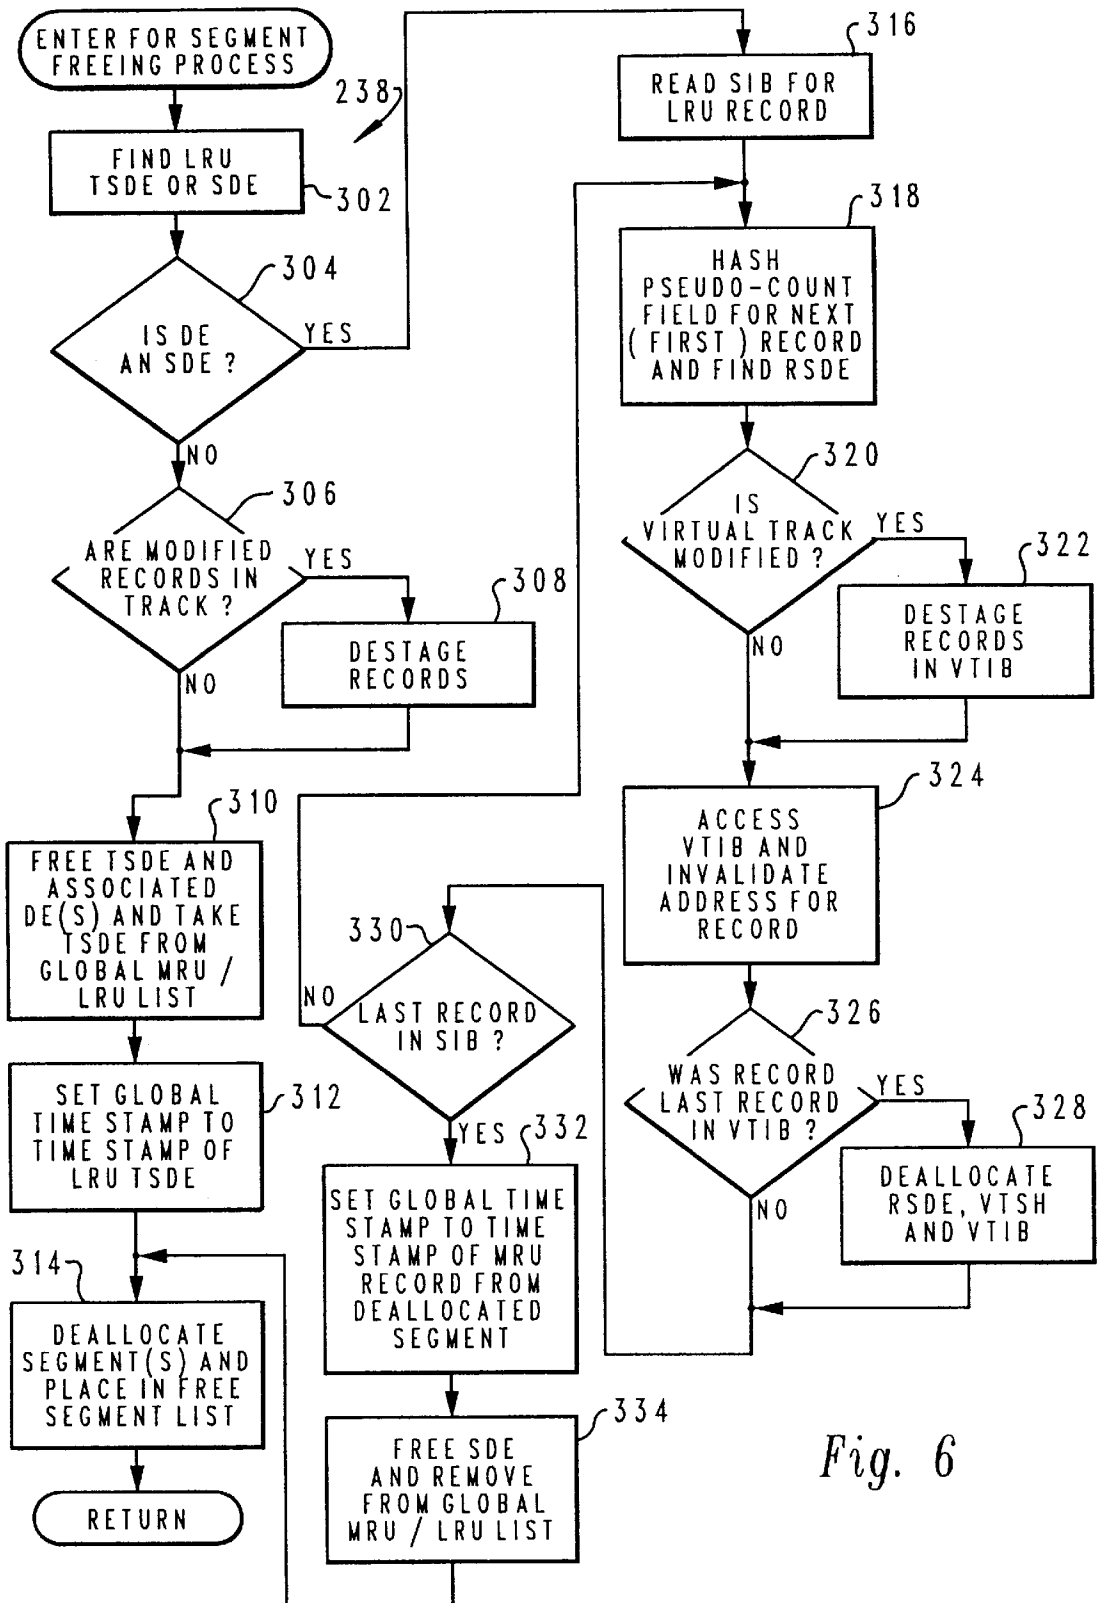 ENTER FOR SEGMENT
FREEING PROCESS
238
FIND LRU
TSDE OR SDE
302
304
IS DE
AN SDE ?
YES
NO
306
ARE MODIFIED
RECORDS IN
TRACK ?
YES
NO
308
DESTAGE
RECORDS
310
FREE TSDE AND
ASSOCIATED
DE(S) AND TAKE
TSDE FROM
GLOBAL MRU /
LRU LIST
312
SET GLOBAL
TIME STAMP TO
TIME STAMP OF
LRU TSDE
314
DEALLOCATE
SEGMENT(S) AND
PLACE IN FREE
SEGMENT LIST
RETURN
316
READ SIB FOR
LRU RECORD
318
HASH
PSEUDO-COUNT
FIELD FOR NEXT
( FIRST ) RECORD
AND FIND RSDE
320
IS
VIRTUAL TRACK
MODIFIED ?
YES
NO
322
DESTAGE
RECORDS
IN VTIB
324
ACCESS
VTIB AND
INVALIDATE
ADDRESS FOR
RECORD
326
WAS RECORD
LAST RECORD
IN VTIB ?
YES
NO
328
DEALLOCATE
RSDE, VTSH
AND VTIB
330
LAST RECORD
IN SIB ?
NO
YES
332
SET GLOBAL TIME
STAMP TO TIME
STAMP OF MRU
RECORD FROM
DEALLOCATED
SEGMENT
334
FREE SDE
AND REMOVE
FROM GLOBAL
MRU / LRU LIST
Fig. 6